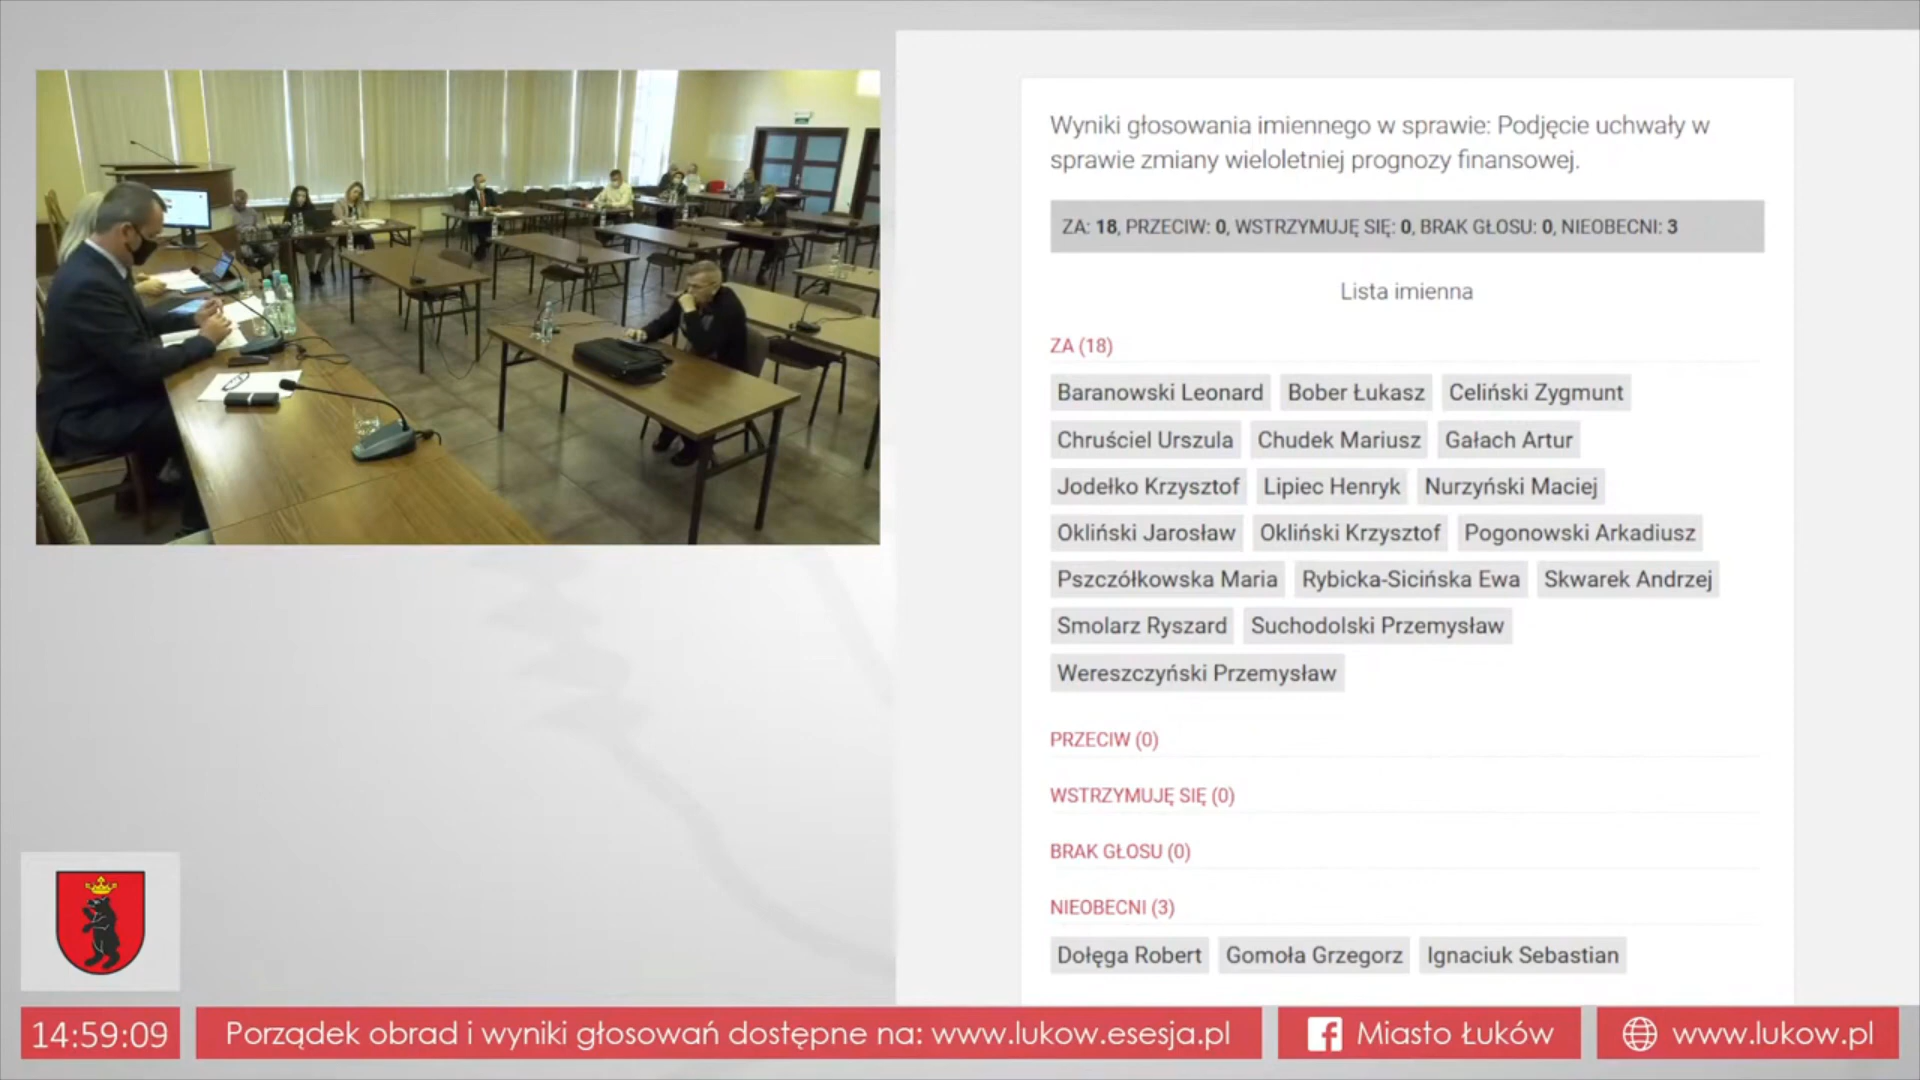 Wyniki głosowania imiennego w sprawie: Podjęcie uchwały w
sprawie zmiany wieloletniej prognozy finansowej.
ZA: 18, PRZECIW: 0, WSTRZYMUJĘ SIĘ: 0, BRAK GŁOSU: 0, NIEOBECNI: 3
Lista imienna
ZA (18)
Baranowski Leonard Bober Łukasz Celiński Zygmunt
Chruściel Urszula Chudek Mariusz Gałach Artur
Jodełko Krzysztof Lipiec Henryk Nurzyński Maciej
Okliński Jarosław Okliński Krzysztof Pogonowski Arkadiusz
Pszczółkowska Maria Rybicka-Sicińska Ewa Skwarek Andrzej
Smolarz Ryszard Suchodolski Przemysław
Wereszczyński Przemysław
PRZECIW (0)
WSTRZYMUJĘ SIĘ (0)
BRAK GŁOSU (0)
NIEOBECNI (3)
Dołęga Robert Gomoła Grzegorz Ignaciuk Sebastian
14:59:09 Porządek obrad i wyniki głosowań dostępne na: www.lukow.esesja.pl Miasto Łuków www.lukow.pl